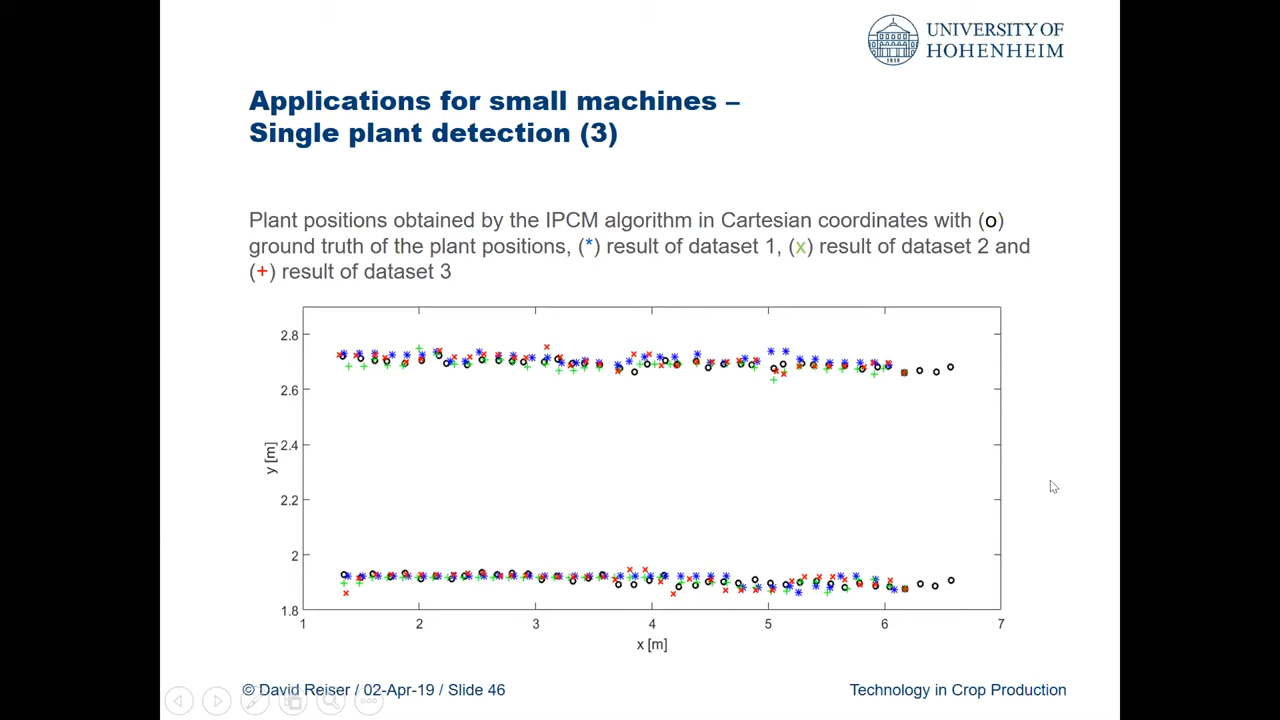 UNIVERSITY OF
HOHENHEIM
1818
Applications for small machines –
Single plant detection (3)
Plant positions obtained by the IPCM algorithm in Cartesian coordinates with (o)
ground truth of the plant positions, (*) result of dataset 1, (x) result of dataset 2 and
(+) result of dataset 3
2.8
2.6
2.4
2.2
2
1.8
y [m]
1 2 3 4 5 6 7
x [m]
© David Reiser / 02-Apr-19 / Slide 46
Technology in Crop Production